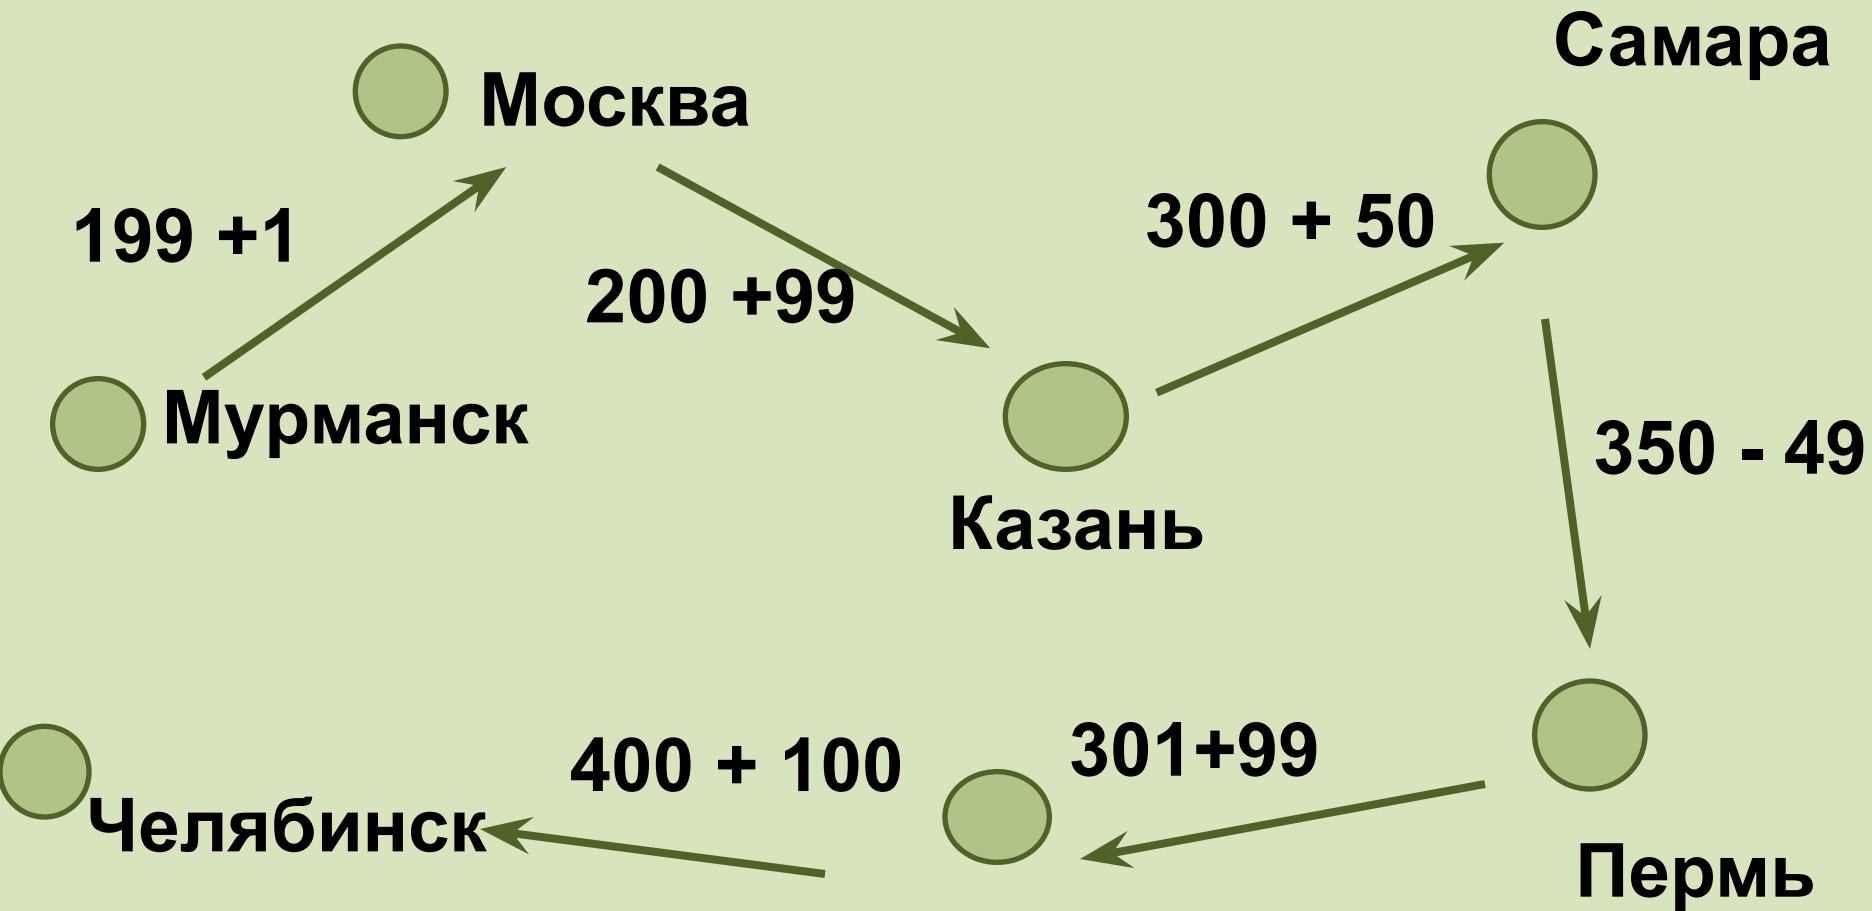 Самара
Москва
199 +1
300 + 50
200 +99
Мурманск
350 - 49
Казань
301+99
400 + 100
Челябинск
Пермь